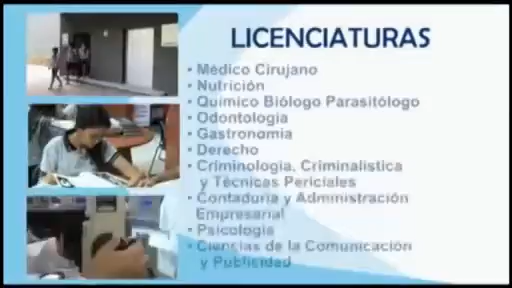 LICENCIATURAS
• Médico Cirujano
• Nutrición
• Químico Biólogo Parasitólogo
• Odontología
• Gastronomía
• Derecho
• Criminología, Criminalística
y Técnicas Periciales
• Contaduría y Administración
Empresarial
• Psicología
• Ciencias de la Comunicación
y Publicidad